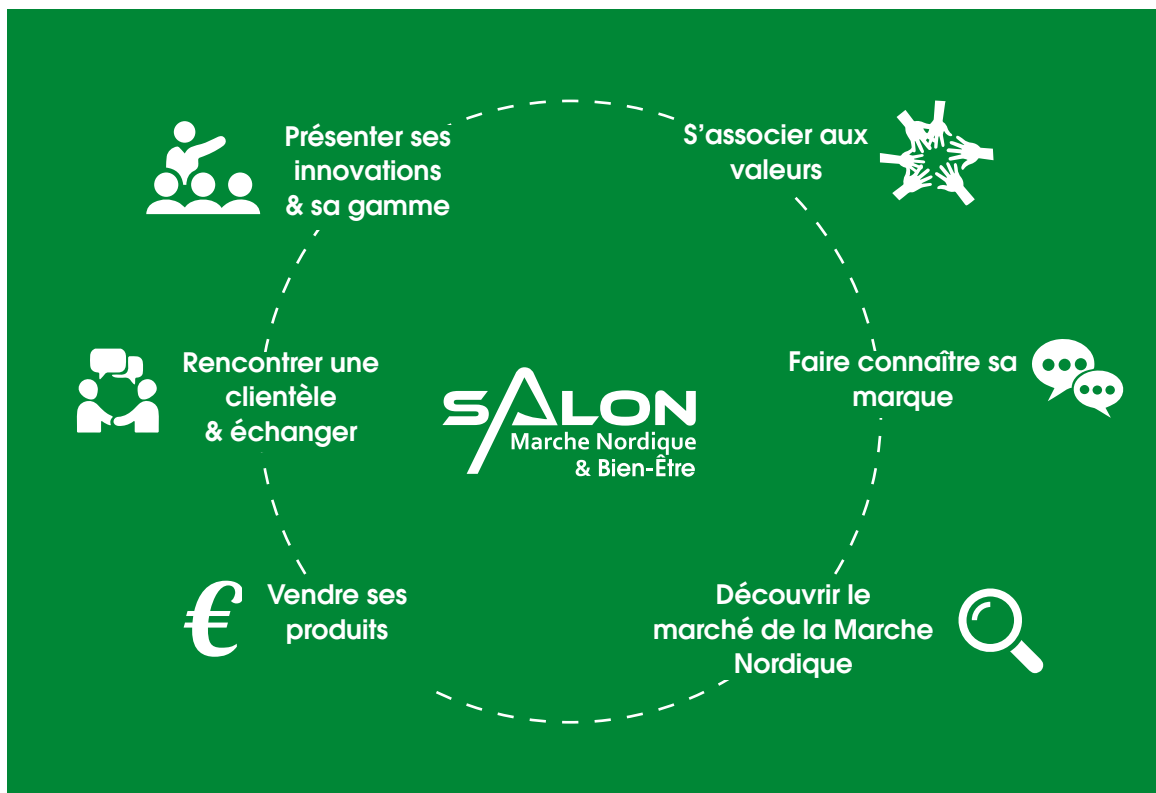 Présenter ses
innovations
& sa gamme
S'associer aux
valeurs
Rencontrer une
clientèle
& échanger
SALON
Marche Nordique
& Bien-Être
Faire connaître sa
marque
€
Vendre ses
produits
Découvrir le
marché de la Marche
Nordique